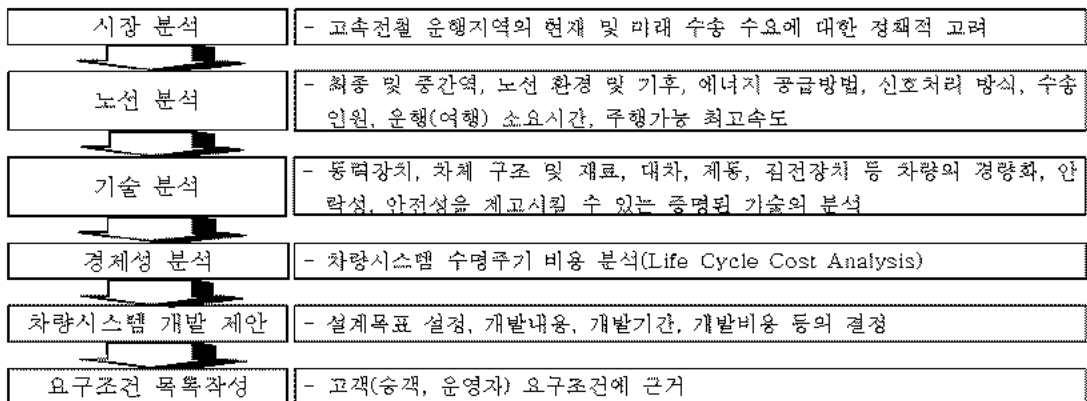 시장 분석
- 고속전철 운행지역의 현재 및 미래 수송 수요에 대한 정책적 고려
노선 분석
- 최종 및 중간역, 노선 환경 및 기후, 에너지 공급방법, 신호처리 방식, 수송
인원, 운행(여행) 소요시간, 주행가능 최고속도
기술 분석
- 동력장치, 차체 구조 및 재료, 대차, 제동, 집전장치 등 차량의 경량화, 안
락성, 안전성을 제고시킬 수 있는 증명된 기술의 분석
경제성 분석
- 차량시스템 수명주기 비용 분석(Life Cycle Cost Analysis)
차량시스템 개발 제안
- 설계목표 설정, 개발내용, 개발기간, 개발비용 등의 결정
요구조건 목록작성
- 고객(승객, 운영자) 요구조건에 근거